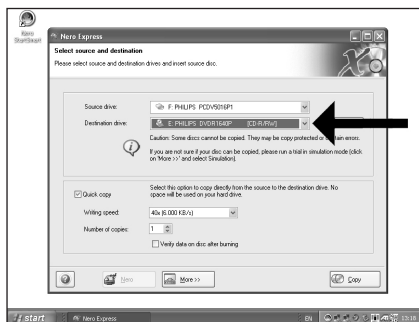 Nero
StartSmart
Nero Express
Select source and destination
Please select source and destination drives and insert source disc.
Source drive:
F: PHILIPS PCDV5016P1
Destination drive:
E: PHILIPS DVDR1640P [CD-R/RW]
Caution: Some discs cannot be copied. They may be copy protected or contain errors.
If you are not sure if your disc can be copied, please run a trial in simulation mode (click
on 'More >>' and select Simulation).
Quick copy
Select this option to copy directly from the source to the destination drive. No
space will be used on your hard drive.
Writing speed:
40x (6.000 KB/s)
Number of copies:
1
Verify data on disc after burning
Nero
More >>
Copy
start
Nero Express
EN
13:16